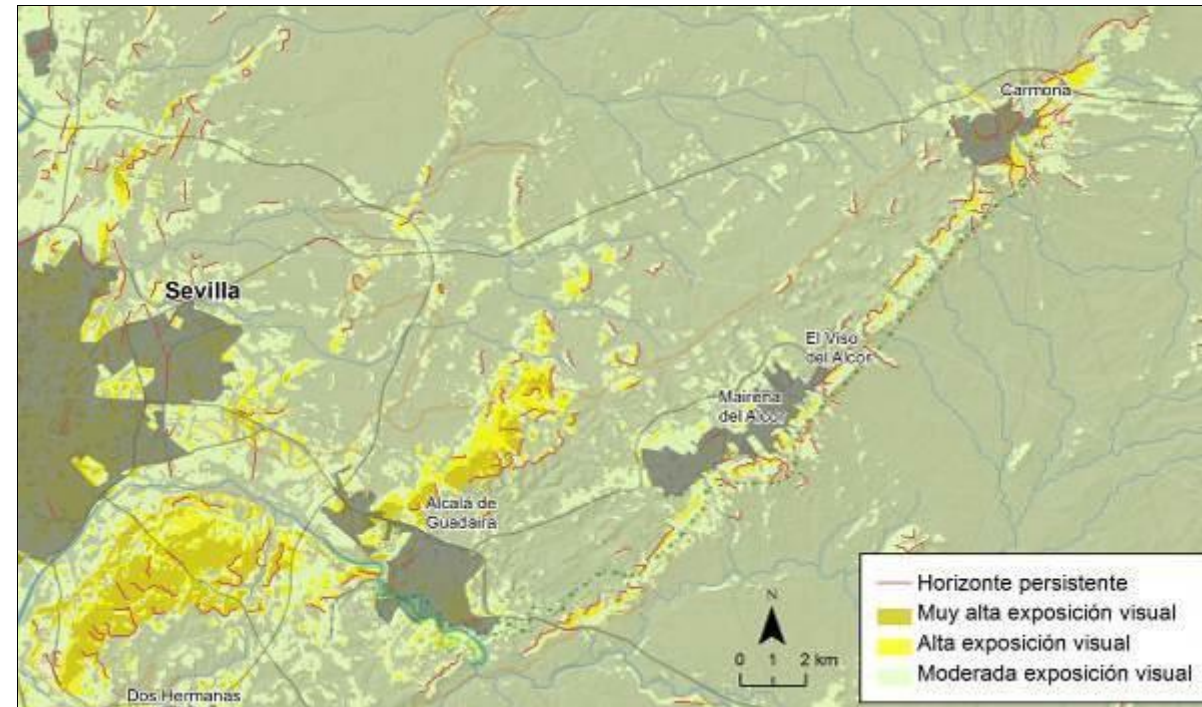 Carmona
Sevilla
El Viso
del Alcor
Mairena
del Alcor
Alcalá de
Guadaira
Dos Hermanas
N
0 1 2 km
Horizonte persistente
Muy alta exposición visual
Alta exposición visual
Moderada exposición visual